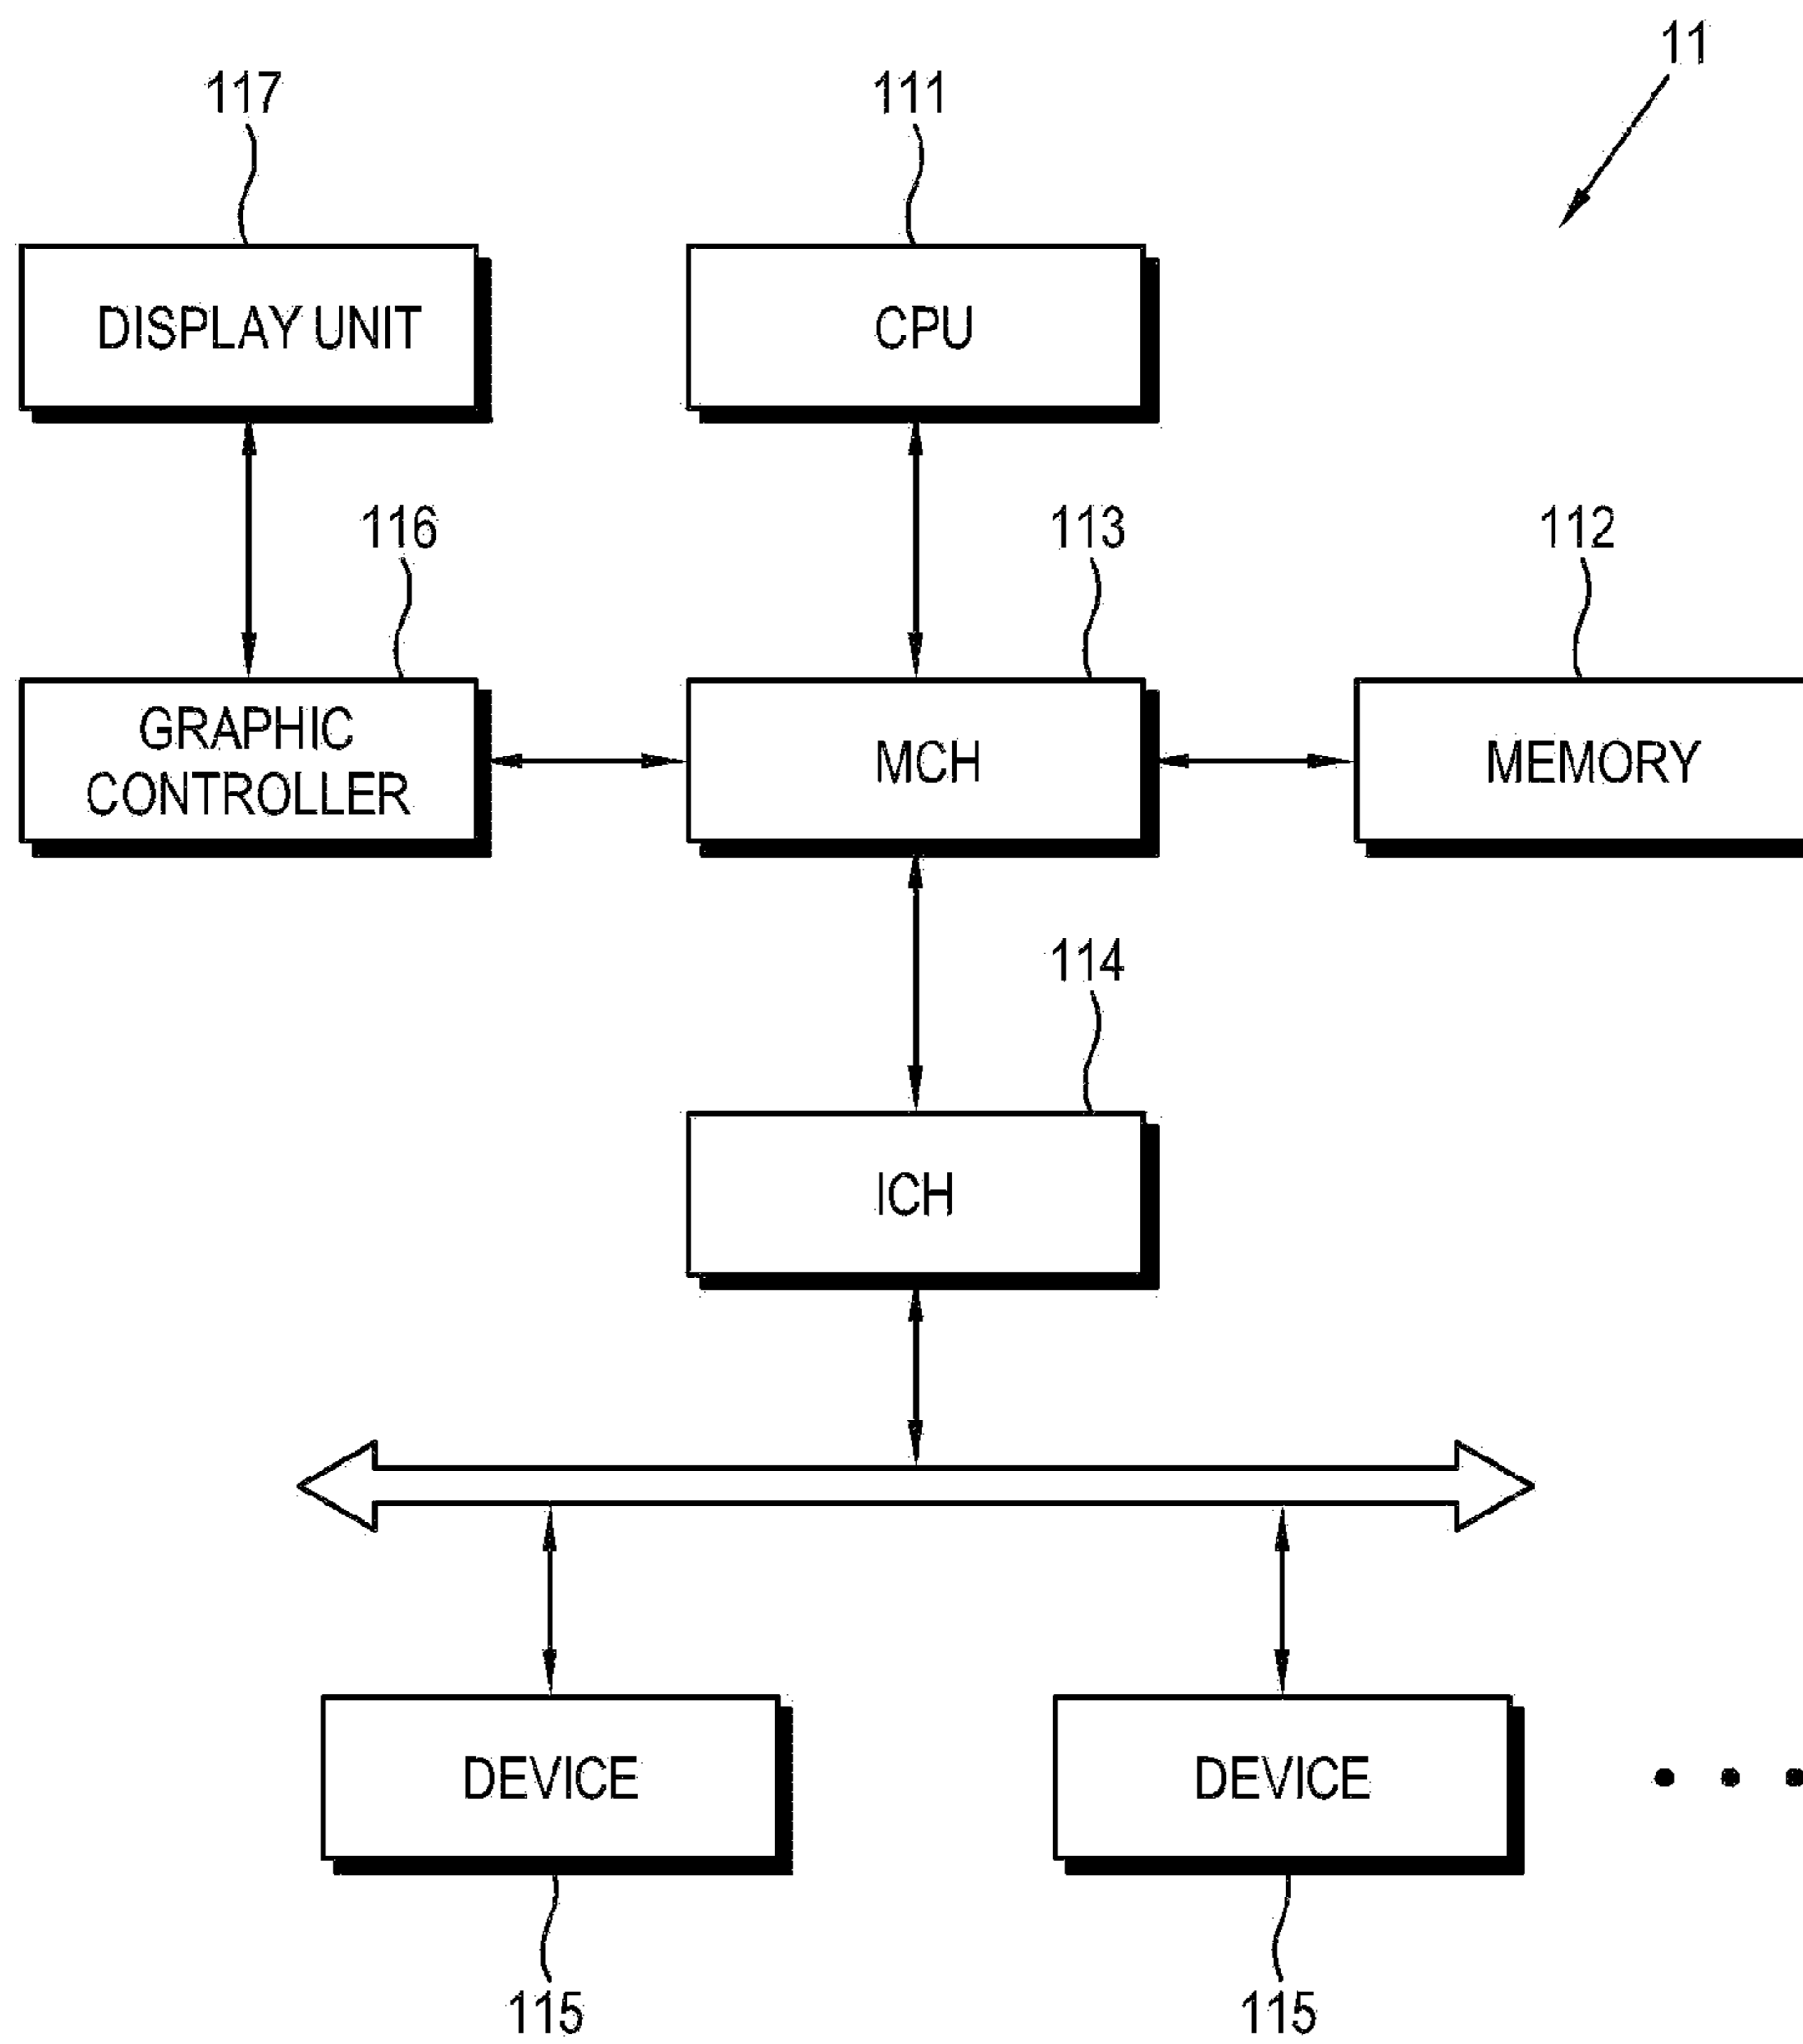 11
117
111
DISPLAY UNIT
CPU
116
113
112
GRAPHIC
CONTROLLER
MCH
MEMORY
114
ICH
DEVICE
DEVICE
115
115